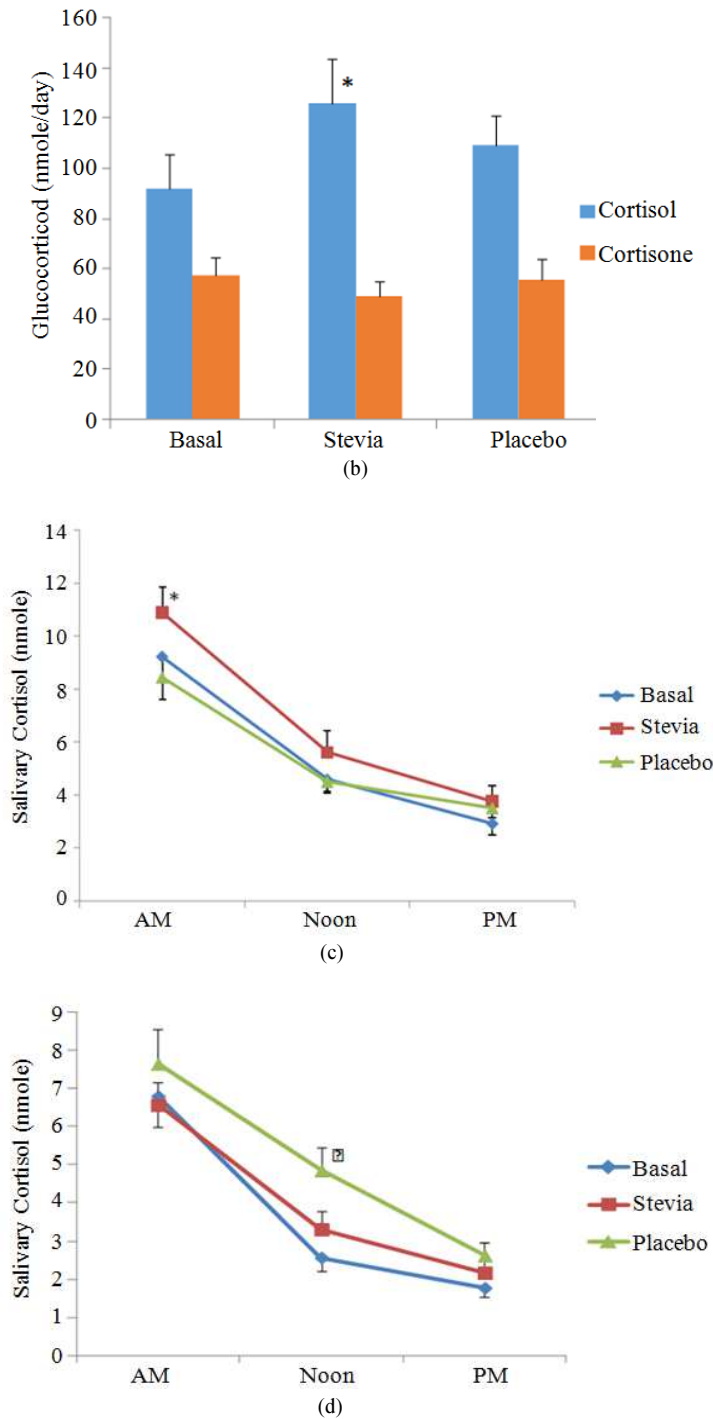 160
140
120
100
80
60
40
20
0
Glucocorticod (nmole/day)
*
Cortisol
Cortisone
Basal Stevia Placebo
(b)
14
12
10
8
6
4
2
0
Salivary Cortisol (nmole)
*
Basal
Stevia
Placebo
AM Noon PM
(c)
9
8
7
6
5
4
3
2
1
0
Salivary Cortisol (nmole)
Basal
Stevia
Placebo
AM Noon PM
(d)